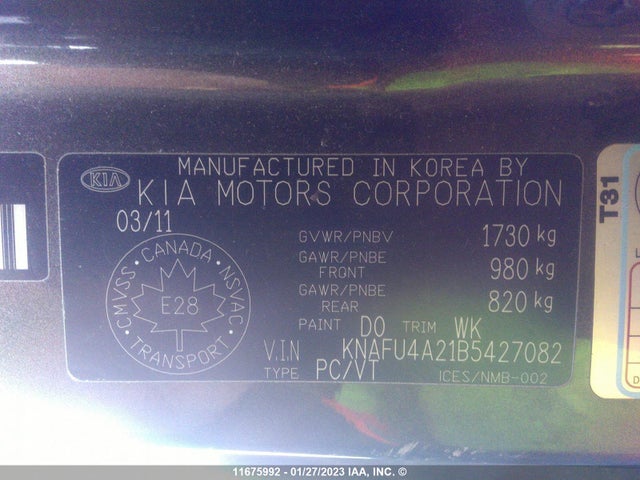 KIA
MANUFACTURED IN KOREA BY
KIA MOTORS CORPORATION
03/11
GVWR/PNBV 1730 kg
GAWR/PNBE FRONT 980 kg
GAWR/PNBE REAR 820 kg
PAINT D0 TRIM WK
V.I.N KNAFU4A21B5427082
TYPE PC/VT
ICES/NMB-002
CANADA
CMVSS NSVAC
E28
TRANSPORT
T31
11675992 - 01/27/2023 IAA, INC. ©